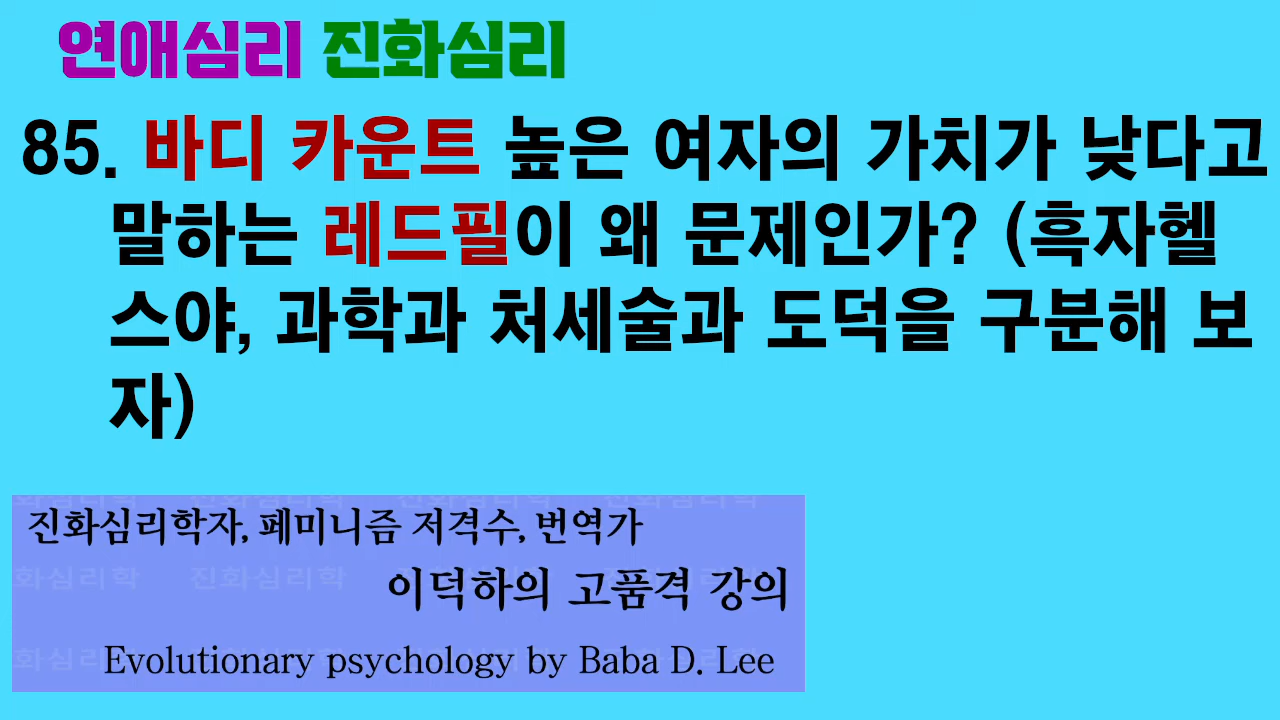 연애심리 진화심리
85. 바디 카운트 높은 여자의 가치가 낮다고
말하는 레드필이 왜 문제인가? (흑자헬
스야, 과학과 처세술과 도덕을 구분해 보
자)
진화심리학자, 페미니즘 저격수, 번역가
이덕하의 고품격 강의
Evolutionary psychology by Baba D. Lee